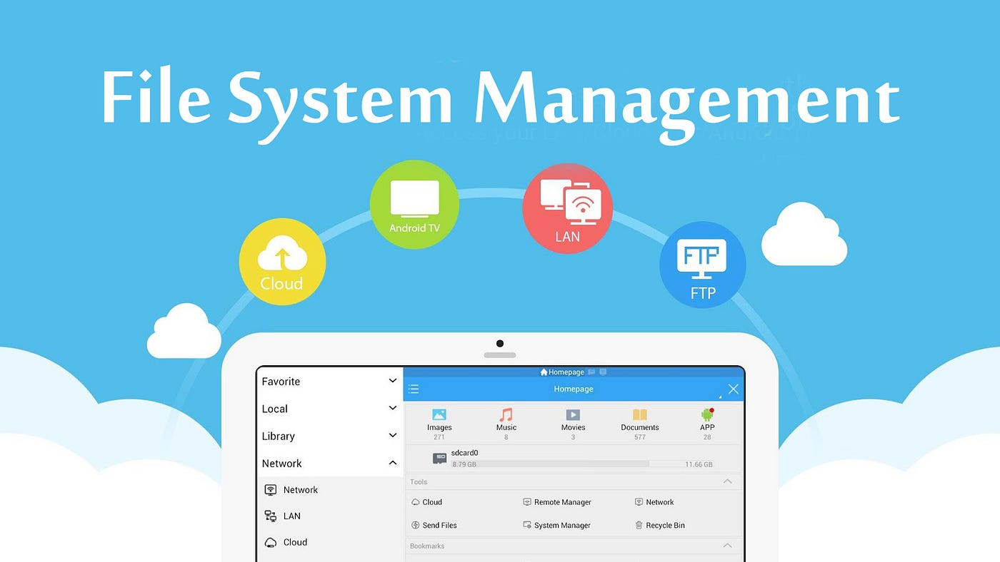 File System Management
Cloud
Android TV
LAN
FTP
FTP
Favorite
Local
Library
Network
Network
LAN
Cloud
Homepage
Homepage
Images
271
Music
8
Movies
3
Documents
577
APP
28
SD
sdcard0
8.79 GB
11.66 GB
Tools
Cloud
Remote Manager
Network
Send Files
System Manager
Recycle Bin
Bookmarks